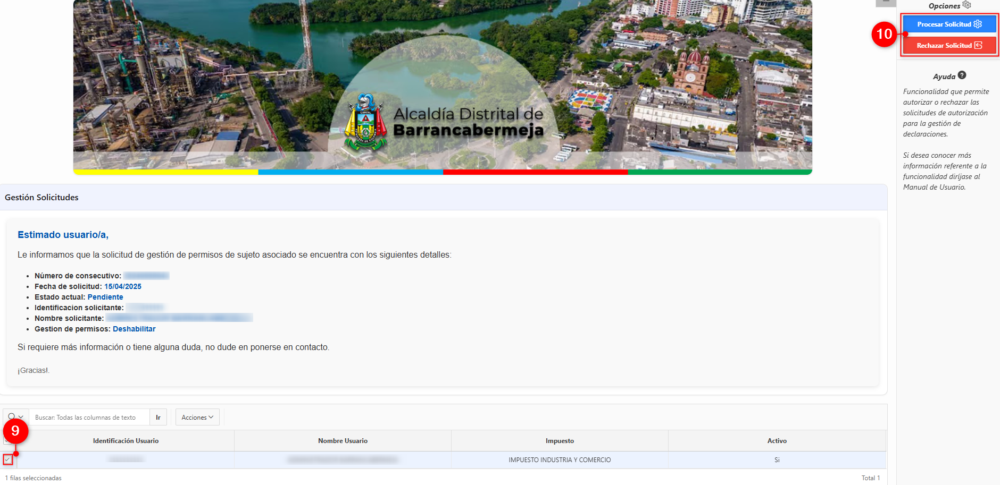 CAPITAL
Alcaldía Distrital de
Barrancabermeja
Opciones
Procesar Solicitud
Rechazar Solicitud
10
Ayuda
Funcionalidad que permite
autorizar o rechazar las
solicitudes de autorización
para la gestión de
declaraciones.
Si desea conocer más
información referente a la
funcionalidad diríjase al
Manual de Usuario.
Gestión Solicitudes
Estimado usuario/a,
Le informamos que la solicitud de gestión de permisos de sujeto asociado se encuentra con los siguientes detalles:
• Número de consecutivo:
• Fecha de solicitud: 15/04/2025
• Estado actual: Pendiente
• Identificacion solicitante:
• Nombre solicitante:
• Gestion de permisos: Deshabilitar
Si requiere más información o tiene alguna duda, no dude en ponerse en contacto.
¡Gracias!.
Buscar: Todas las columnas de texto Ir Acciones
9
Identificación Usuario Nombre Usuario Impuesto Activo
IMPUESTO INDUSTRIA Y COMERCIO Si
1 filas seleccionadas Total 1